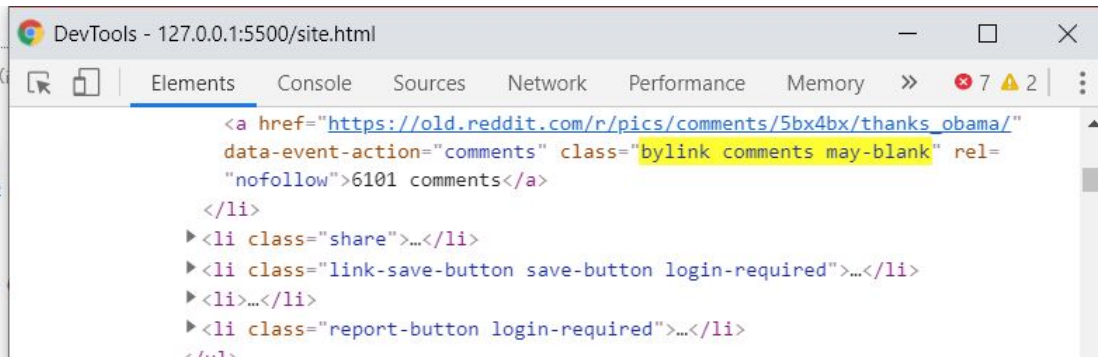 DevTools - 127.0.0.1:5500/site.html
Elements Console Sources Network Performance Memory » 7 2
<a href="https://old.reddit.com/r/pics/comments/5bx4bx/thanks_obama/"
data-event-action="comments" class="bylink comments may-blank" rel=
"nofollow">6101 comments</a>
</li>
<li class="share">…</li>
<li class="link-save-button save-button login-required">…</li>
<li>…</li>
<li class="report-button login-required">…</li>